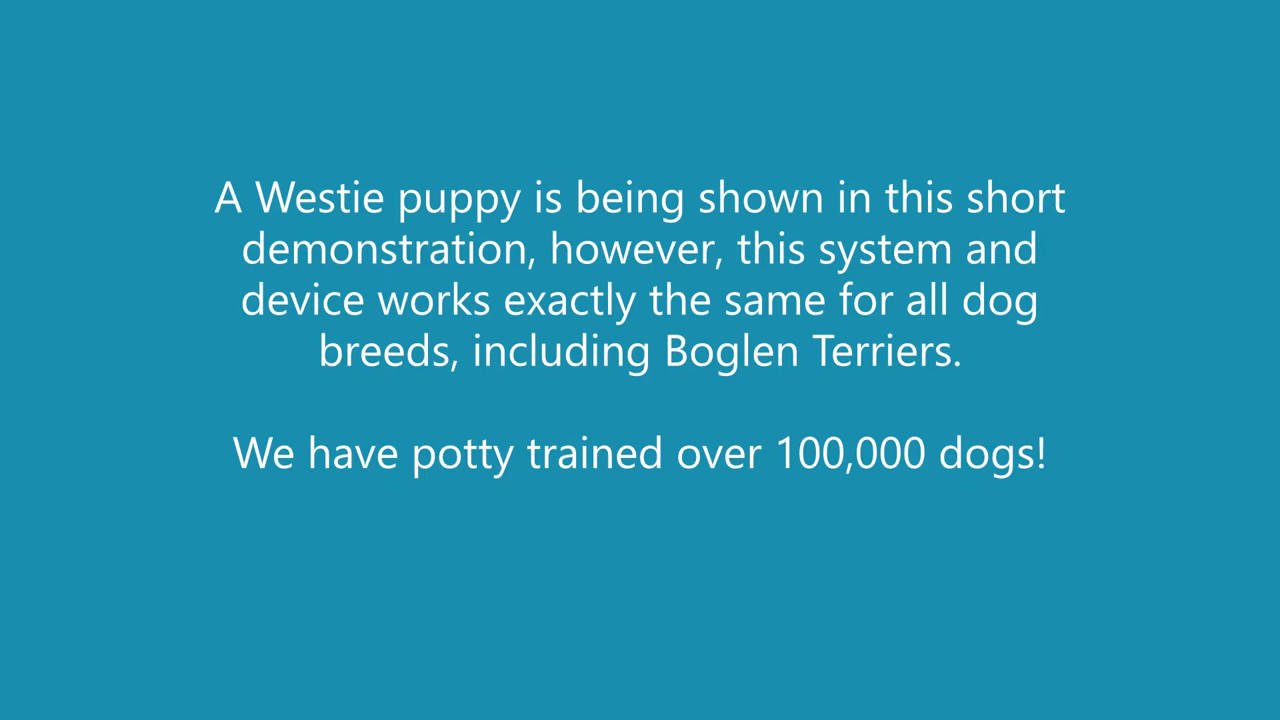 A Westie puppy is being shown in this short
demonstration, however, this system and
device works exactly the same for all dog
breeds, including Boglen Terriers.
We have potty trained over 100,000 dogs!